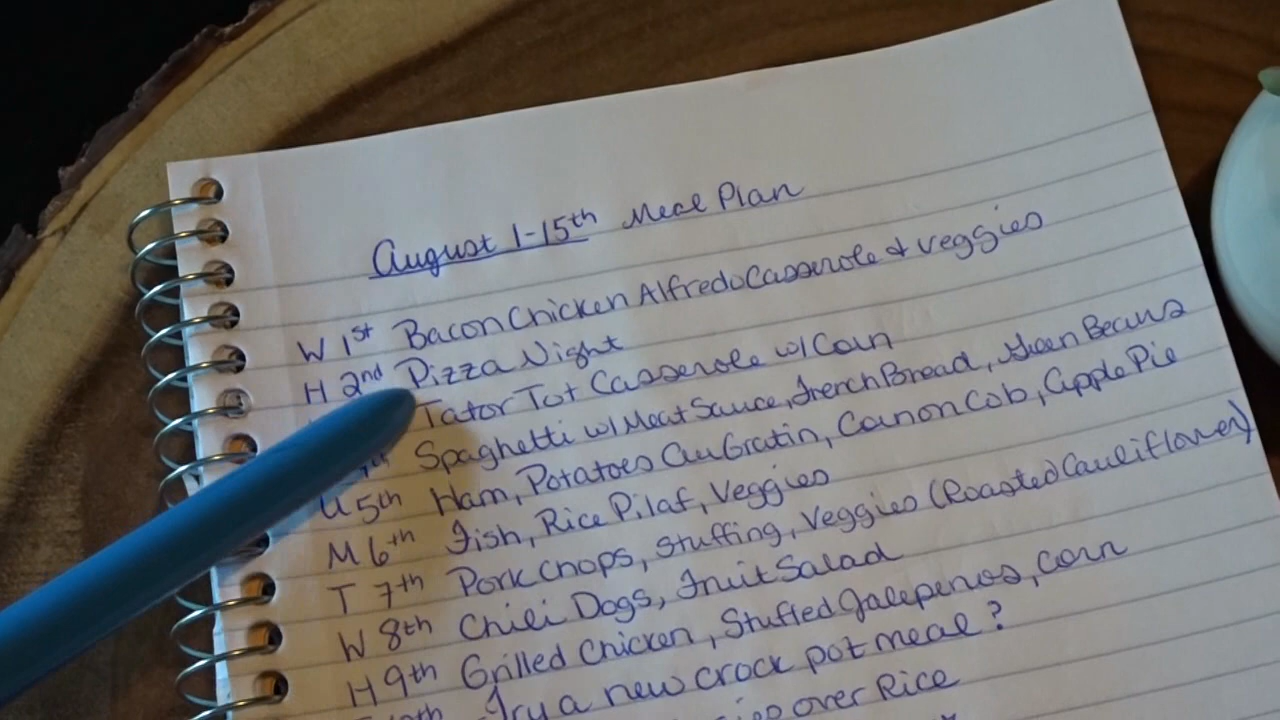 August 1-15th Meal Plan
W 1st Bacon Chicken Alfredo Casserole & veggies
H 2nd Pizza Night
Tator Tot Casserole w/ Corn
Spaghetti w/ Meat Sauce, French Bread, Green Beans
U 5th Ham, Potatoes Au Gratin, Corn on Cob, Apple Pie
M 6th Fish, Rice Pilaf, Veggies
T 7th Pork Chops, Stuffing, Veggies (Roasted Cauliflower)
W 8th Chili Dogs, Fruit Salad
H 9th Grilled Chicken, Stuffed Jalepenos, Corn
Try a new crock pot meal?
over Rice